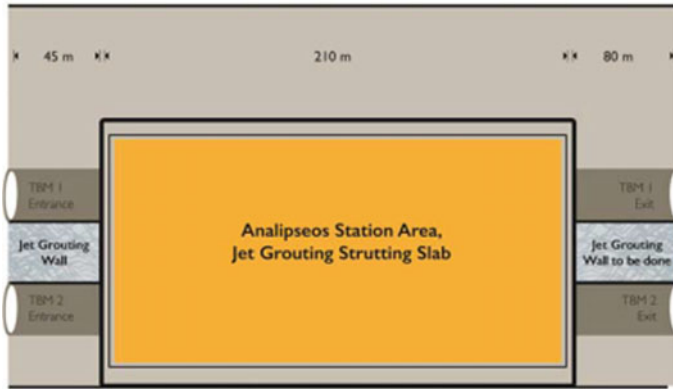 45 m
210 m
80 m
TBM 1
Entrance
TBM 1
Exit
Jet Grouting
Wall
Analipseos Station Area,
Jet Grouting Strutting Slab
Jet Grouting
Wall to be done
TBM 2
Entrance
TBM 2
Exit